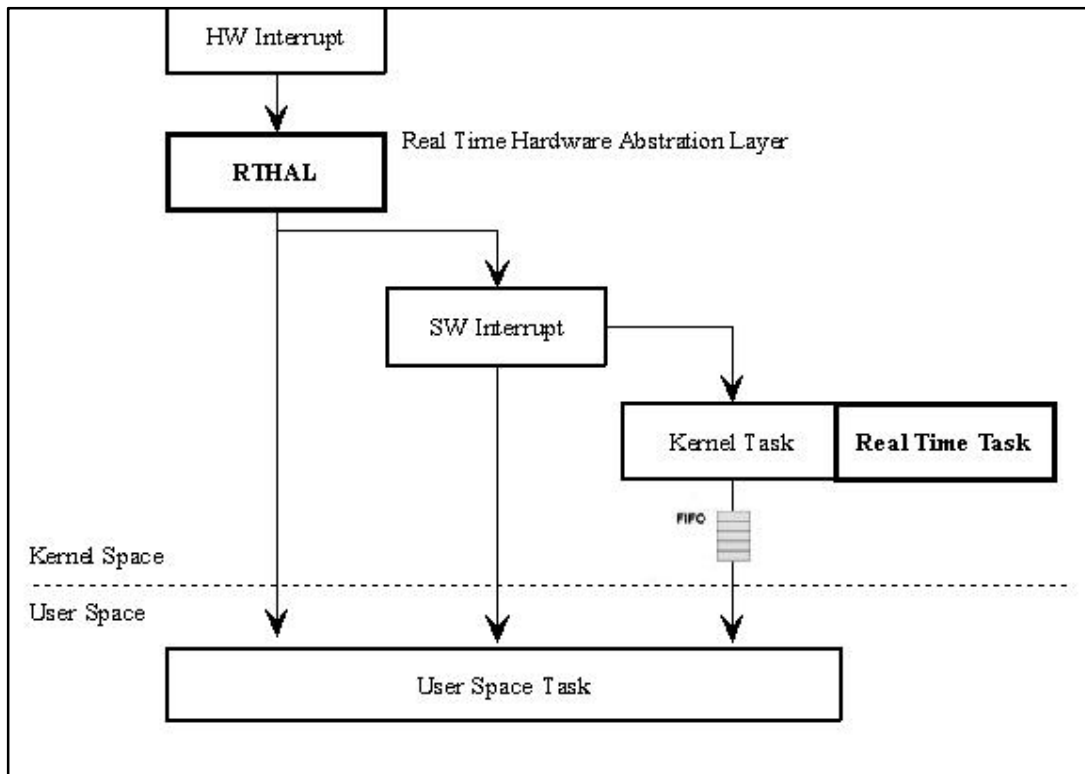 HW Interrupt
Real Time Hardware Abstration Layer
RTHAL
SW Interrupt
Kernel Task
Real Time Task
FIFO
Kernel Space
User Space
User Space Task